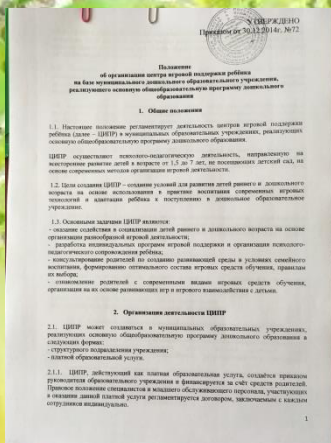 УТВЕРЖДЕНО
Приказом от 30.12.2014г. №72
Положение
об организации центра игровой поддержки ребёнка
на базе муниципального дошкольного образовательного учреждения,
реализующего основную общеобразовательную программу дошкольного
образования
1. Общие положения
1.1. Настоящее положение регламентирует деятельность центров игровой поддержки
ребёнка (далее – ЦИПР) в муниципальных образовательных учреждениях, реализующих
основную общеобразовательную программу дошкольного образования.
ЦИПР осуществляют психолого-педагогическую деятельность, направленную на
всестороннее развитие детей в возрасте от 1,5 до 7 лет, не посещающих детский сад, на
основе современных методов организации игровой деятельности.
1.2. Цели создания ЦИПР – создание условий для развития детей раннего и дошкольного
возраста на основе использования в практике воспитания современных игровых
технологий и адаптации ребёнка к поступлению в дошкольное образовательное
учреждение.
1.3. Основными задачами ЦИПР являются:
- оказание содействия в социализации детей раннего и дошкольного возраста на основе
организации разнообразной игровой деятельности;
- разработка индивидуальных программ игровой поддержки и организация психолого-
педагогического сопровождения ребёнка;
- консультирование родителей по созданию развивающей среды в условиях семейного
воспитания, формированию оптимального состава игровых средств обучения, правилам
их выбора;
- ознакомление родителей с современными видами игровых средств обучения,
организация на их основе развивающих игр и игрового взаимодействия с детьми.
2. Организация деятельности ЦИПР
2.1. ЦИПР может создаваться в муниципальных образовательных учреждениях,
реализующих основную общеобразовательную программу дошкольного образования в
следующих формах:
- структурного подразделения учреждения;
- платной образовательной услуги.
2.1.1. ЦИПР, действующий как платная образовательная услуга, создаётся приказом
руководителя образовательного учреждения и финансируется за счёт средств родителей.
Правовое положение специалистов и младшего обслуживающего персонала, участвующих
в оказании данной платной услуги регламентируется договором, заключаемым с каждым
сотрудником индивидуально.
1